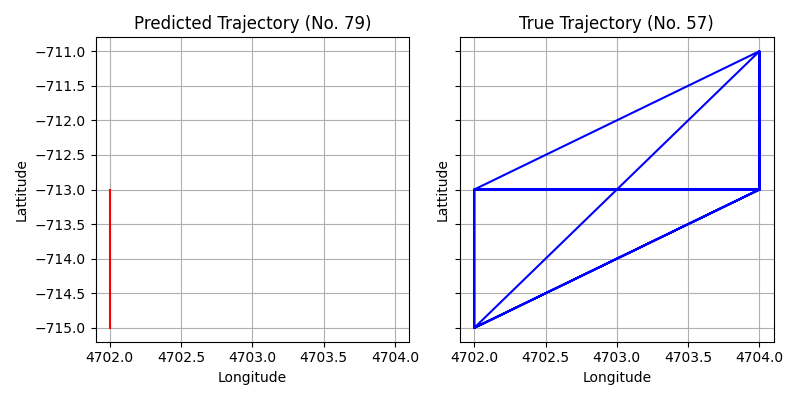 Predicted Trajectory (No. 79)
−711.0
−711.5
−712.0
−712.5
−713.0
−713.5
−714.0
−714.5
−715.0
Lattitude
4702.0 4702.5 4703.0 4703.5 4704.0
Longitude
True Trajectory (No. 57)
Lattitude
4702.0 4702.5 4703.0 4703.5 4704.0
Longitude